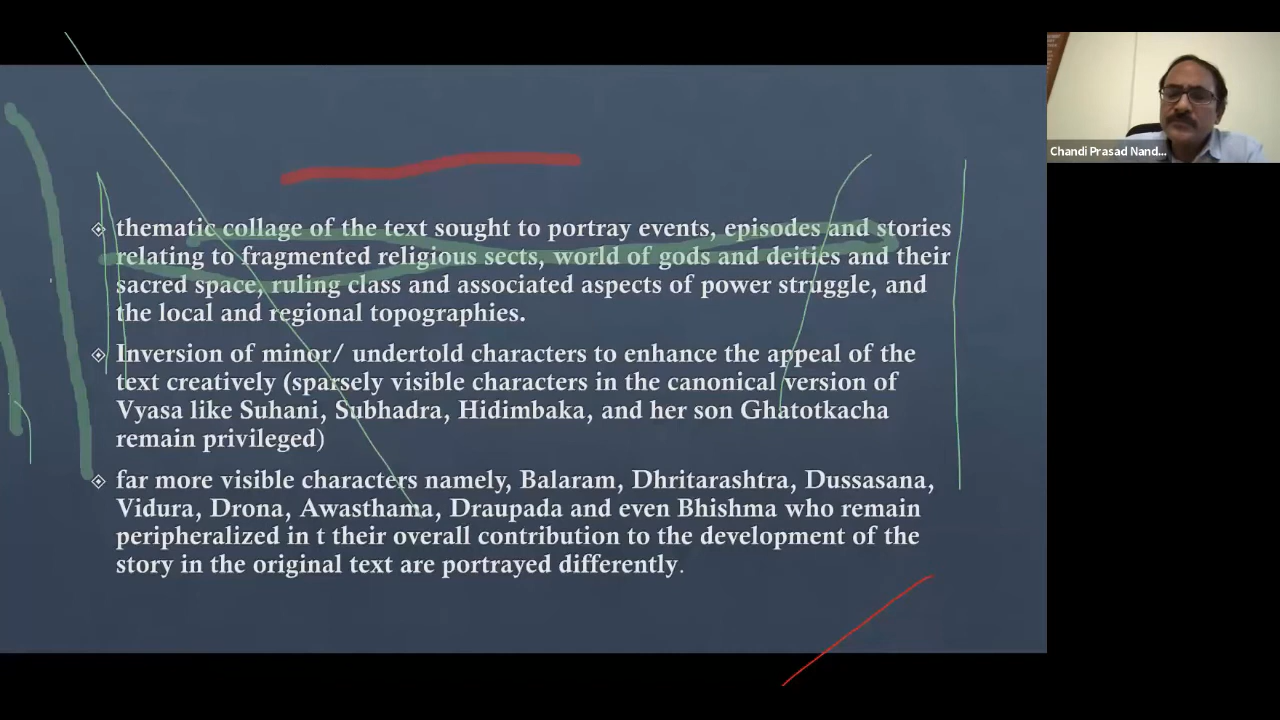 Chandi Prasad Nand...
thematic collage of the text sought to portray events, episodes and stories
relating to fragmented religious sects, world of gods and deities and their
sacred space, ruling class and associated aspects of power struggle, and
the local and regional topographies.
Inversion of minor/ undertold characters to enhance the appeal of the
text creatively (sparsely visible characters in the canonical version of
Vyasa like Suhani, Subhadra, Hidimbaka, and her son Ghatotkacha
remain privileged)
far more visible characters namely, Balaram, Dhritarashtra, Dussasana,
Vidura, Drona, Awasthama, Draupada and even Bhishma who remain
peripheralized in t their overall contribution to the development of the
story in the original text are portrayed differently.